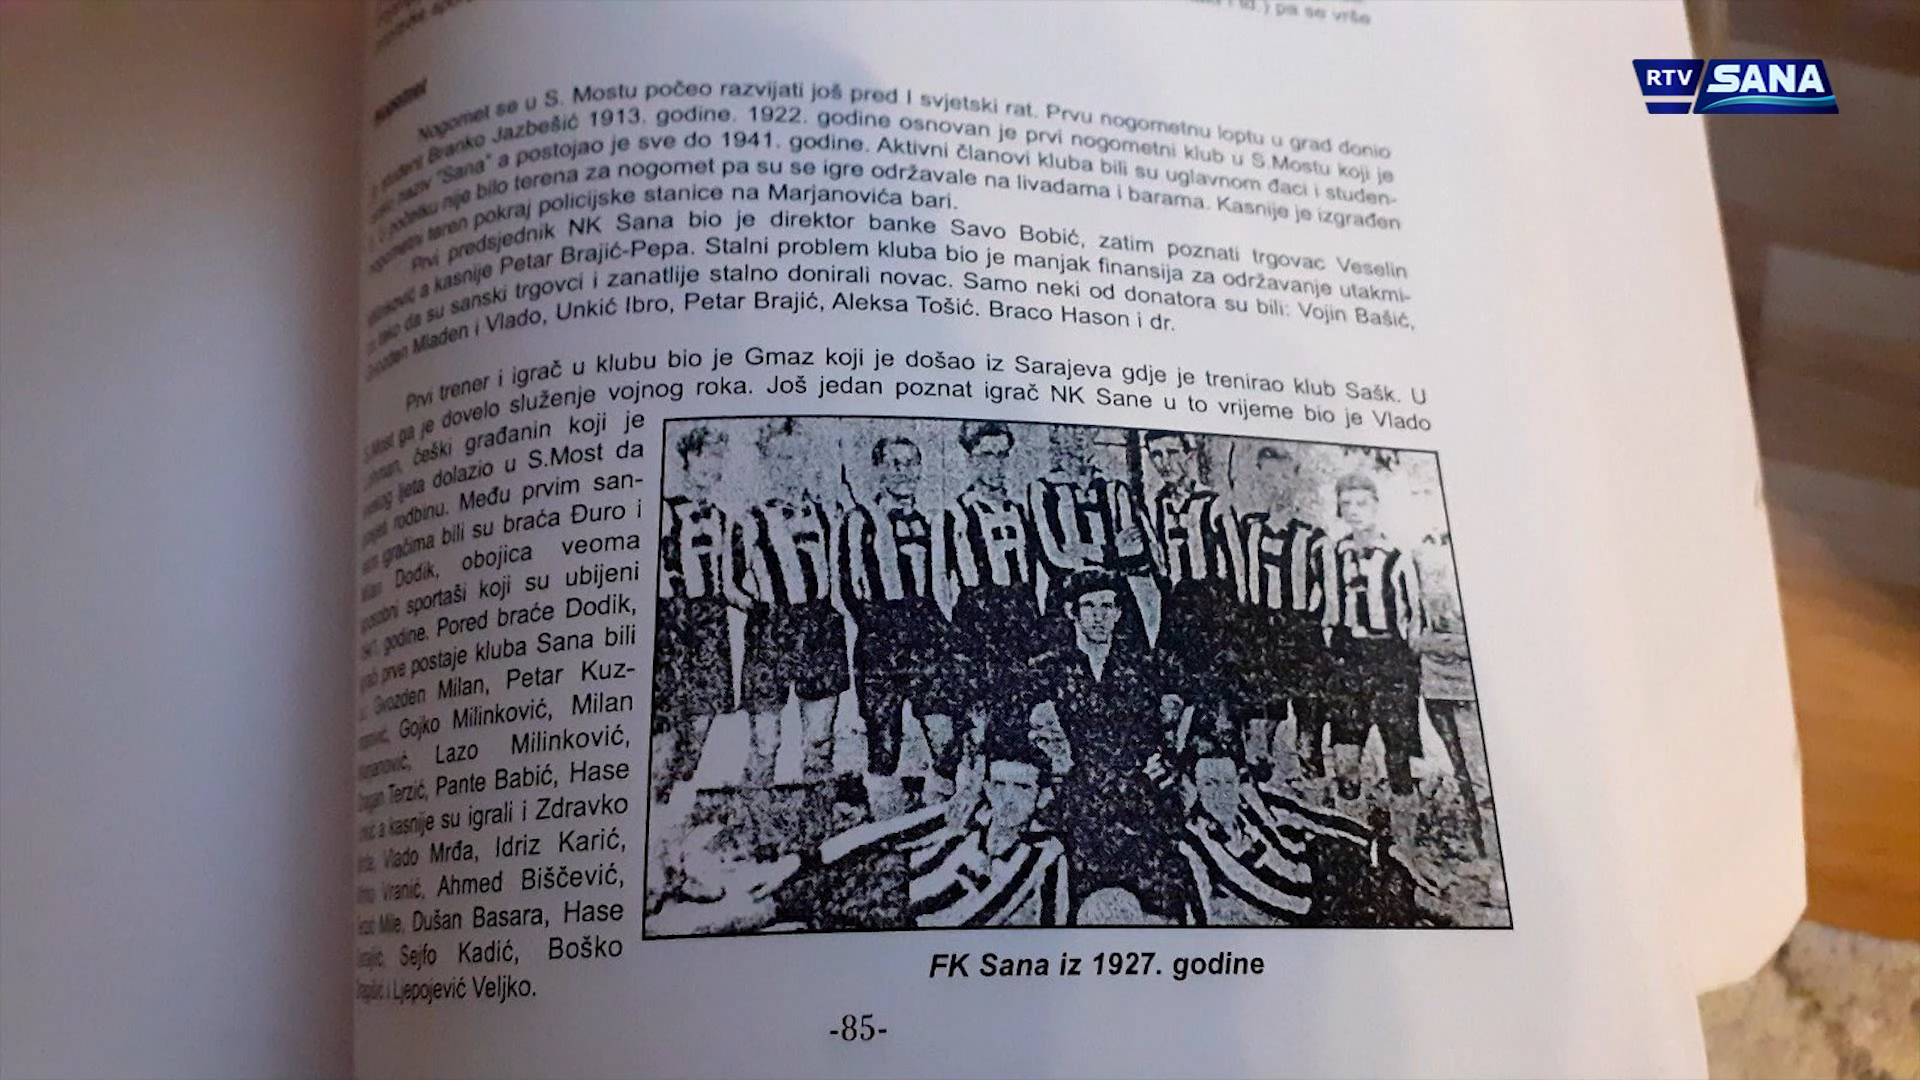 RTV SANA
pa se vrše
Nogomet
Nogomet se u S. Mostu počeo razvijati još pred I svjetski rat. Prvu nogometnu loptu u grad donio
student Branko Jazbešić 1913. godine. 1922. godine osnovan je prvi nogometni klub u S.Mostu koji je
naziv "Sana" a postojao je sve do 1941. godine. Aktivni članovi kluba bili su uglavnom đaci i studen-
početku nije bilo terena za nogomet pa su se igre održavale na livadama i barama. Kasnije je izgrađen
nogometni teren pokraj policijske stanice na Marjanovića bari.
Prvi predsjednik NK Sana bio je direktor banke Savo Bobić, zatim poznati trgovac Veselin
a kasnije Petar Brajić-Pepa. Stalni problem kluba bio je manjak finansija za održavanje utakmi-
tako da su sanski trgovci i zanatlije stalno donirali novac. Samo neki od donatora su bili: Vojin Bašić,
Gvozden Mladen i Vlado, Unkić Ibro, Petar Brajić, Aleksa Tošić. Braco Hason i dr.
Prvi trener i igrač u klubu bio je Gmaz koji je došao iz Sarajeva gdje je trenirao klub Sašk. U
S.Most ga je dovelo služenje vojnog roka. Još jedan poznat igrač NK Sane u to vrijeme bio je Vlado
češki građanin koji je
ljeta dolazio u S.Most da
rodbinu. Među prvim san-
igračima bili su braća Đuro i
Milan Dodik, obojica veoma
sposobni sportaši koji su ubijeni
1941. godine. Pored braće Dodik,
prve postaje kluba Sana bili
Gvozden Milan, Petar Kuz-
Gojko Milinković, Milan
Marjanović, Lazo Milinković,
Dragan Terzić, Pante Babić, Hase
a kasnije su igrali i Zdravko
Vlado Mrđa, Idriz Karić,
Vranić, Ahmed Biščević,
Mile, Dušan Basara, Hase
Sejfo Kadić, Boško
i Ljepojević Veljko.
FK Sana iz 1927. godine
-85-